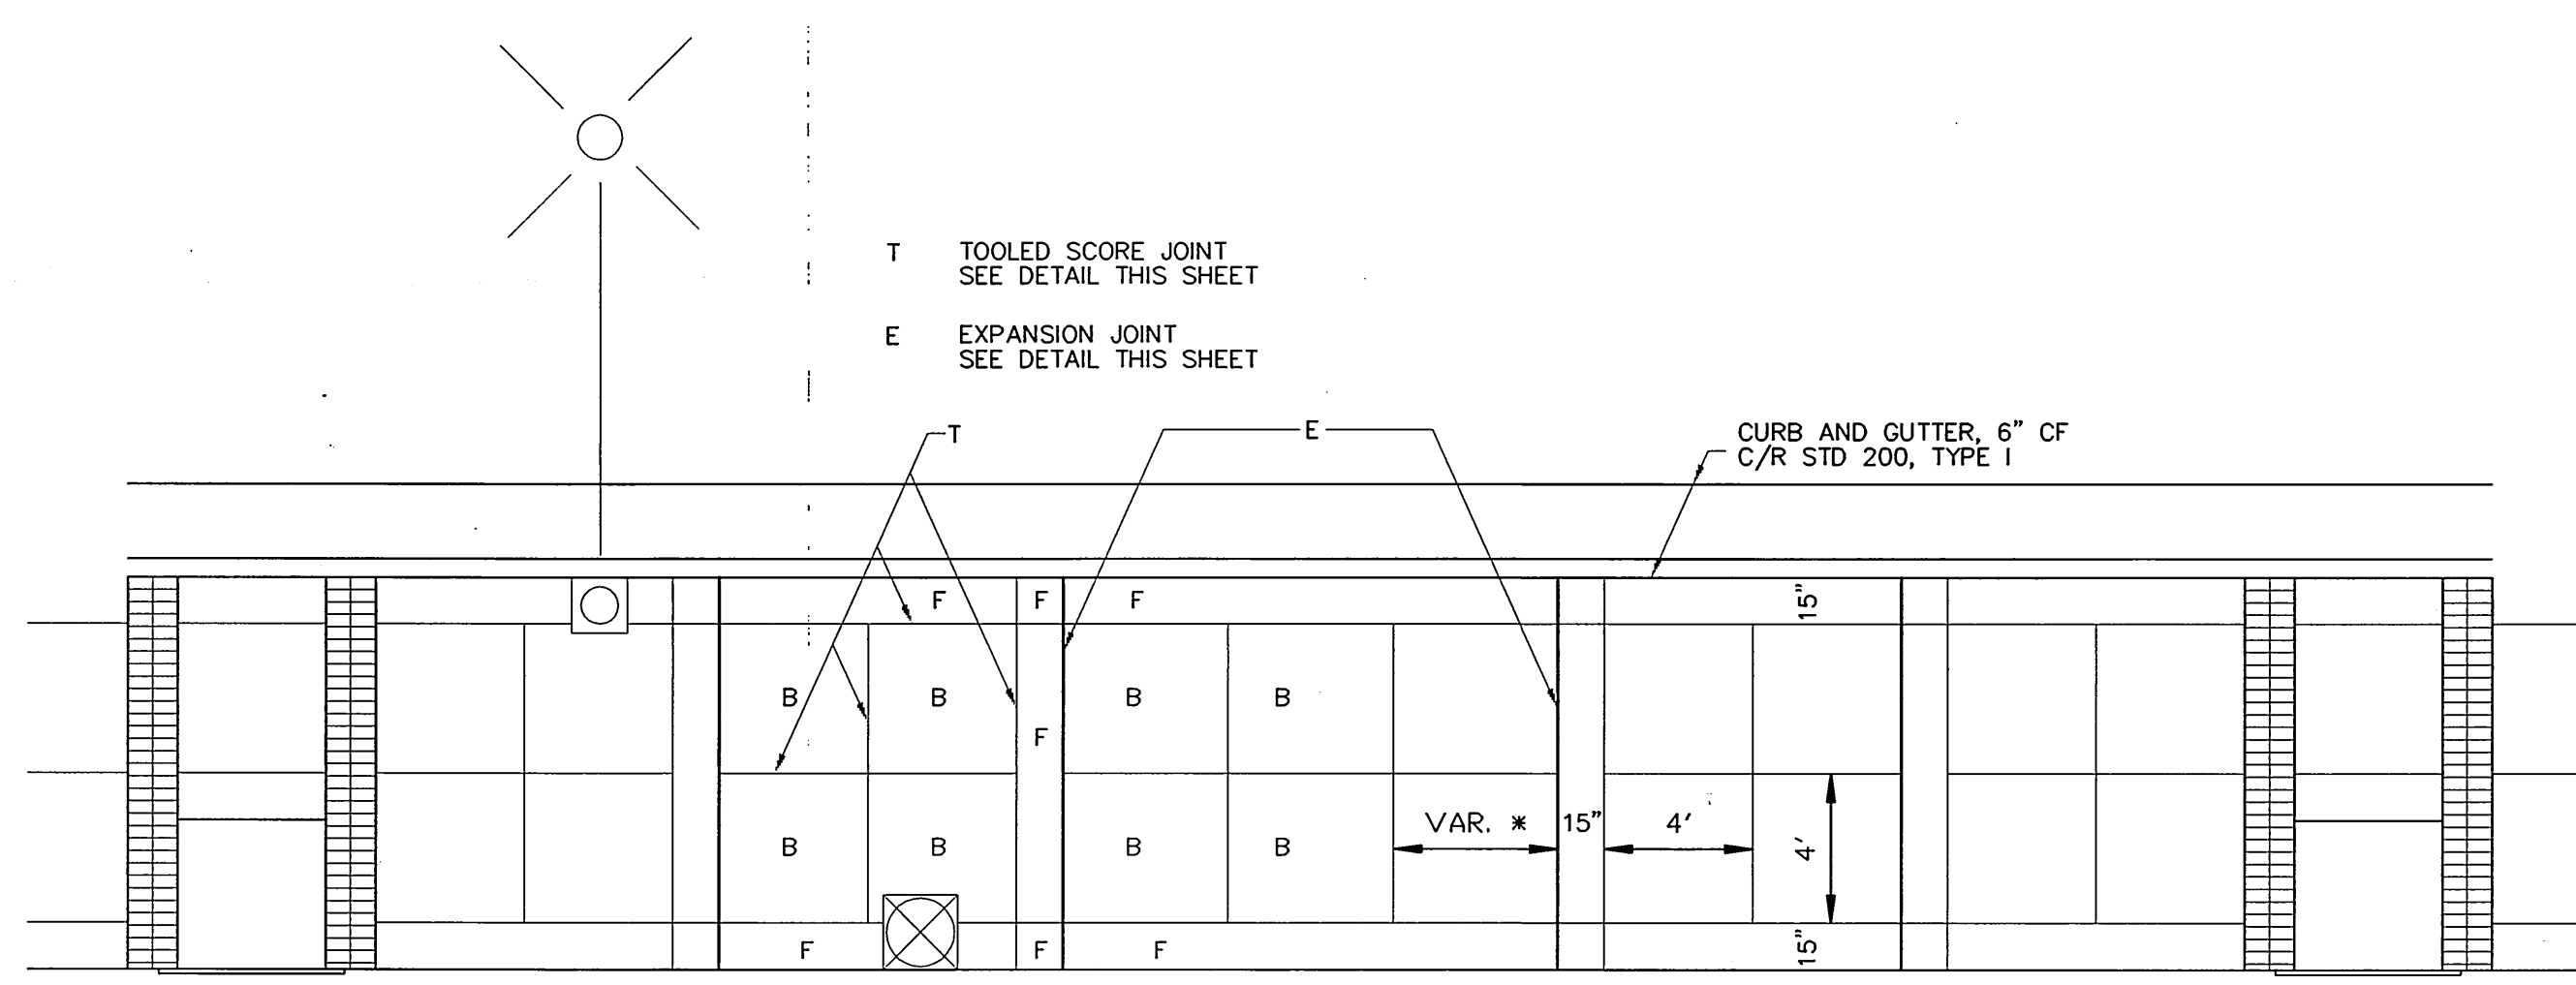 T TOOLED SCORE JOINT
SEE DETAIL THIS SHEET
E EXPANSION JOINT
SEE DETAIL THIS SHEET
T
E
CURB AND GUTTER, 6" CF
C/R STD 200, TYPE I
F F F 15"
B B B B
F
VAR. * 15" 4' 4'
B B B B
F F F 15"